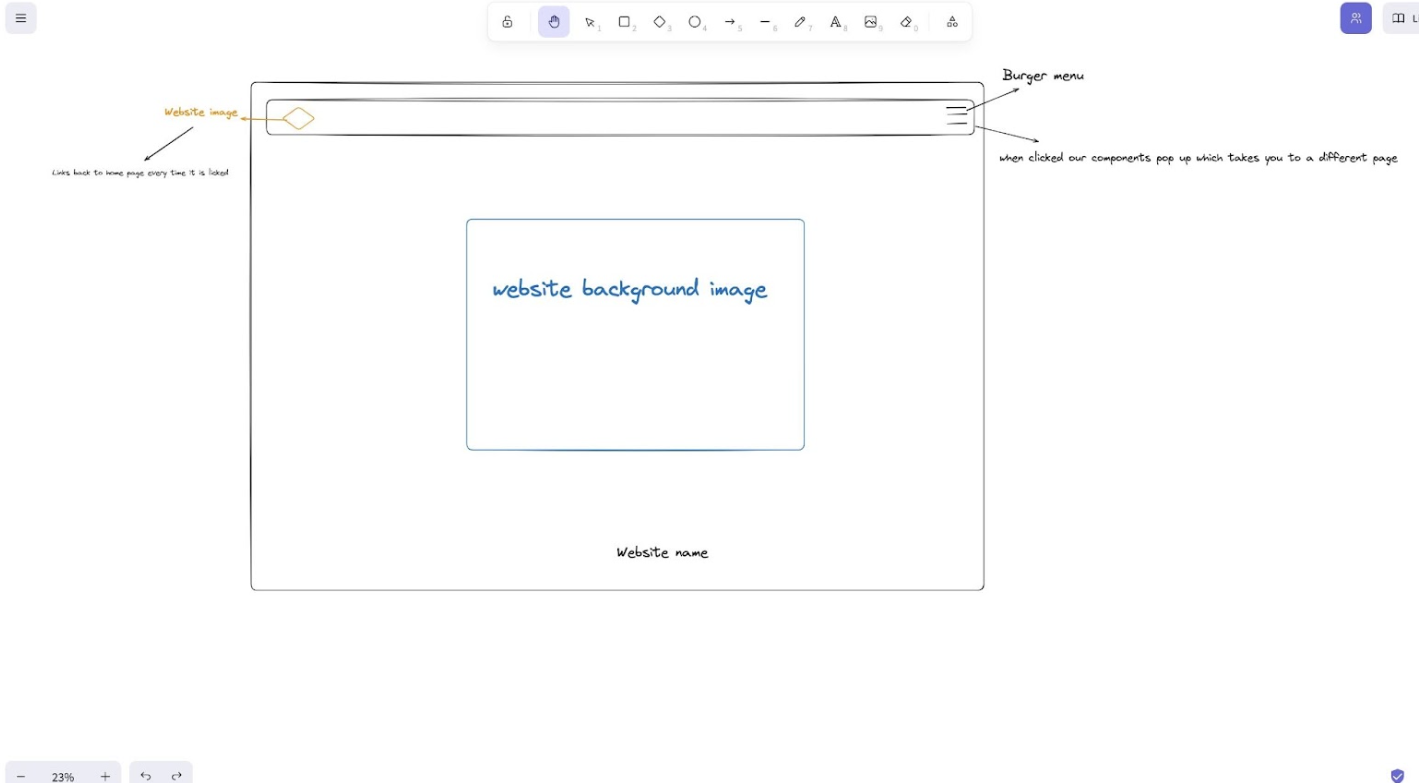 1
2
3
4
5
6
7
8
9
0
Burger menu
Website image
when clicked our components pop up which takes you to a different page
Links back to home page every time it is licked
website background image
Website name
23%